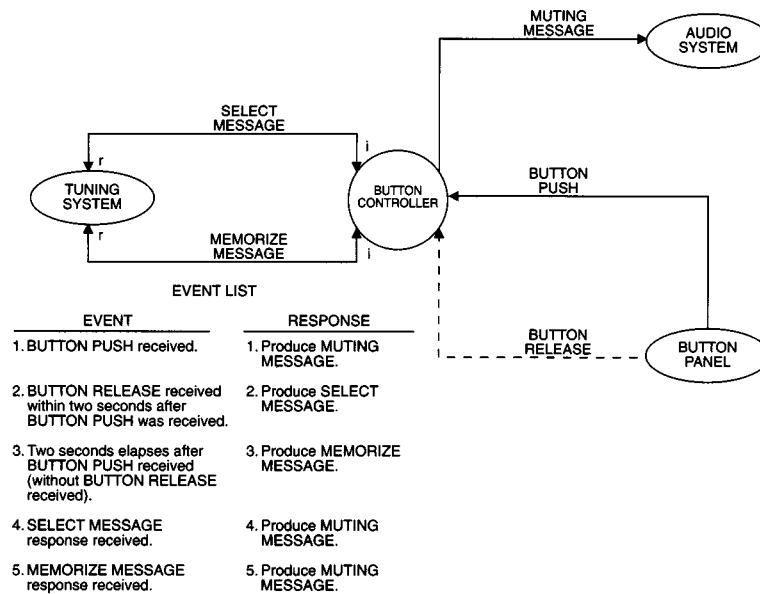 MUTING
MESSAGE
AUDIO
SYSTEM
SELECT
MESSAGE
r
i
TUNING
SYSTEM
BUTTON
CONTROLLER
BUTTON
PUSH
r
i
MEMORIZE
MESSAGE
BUTTON
RELEASE
BUTTON
PANEL
EVENT LIST
EVENT
RESPONSE
1. BUTTON PUSH received.
1. Produce MUTING
MESSAGE.
2. BUTTON RELEASE received
within two seconds after
BUTTON PUSH was received.
2. Produce SELECT
MESSAGE.
3. Two seconds elapses after
BUTTON PUSH received
(without BUTTON RELEASE
received).
3. Produce MEMORIZE
MESSAGE.
4. SELECT MESSAGE
response received.
4. Produce MUTING
MESSAGE.
5. MEMORIZE MESSAGE
response received.
5. Produce MUTING
MESSAGE.